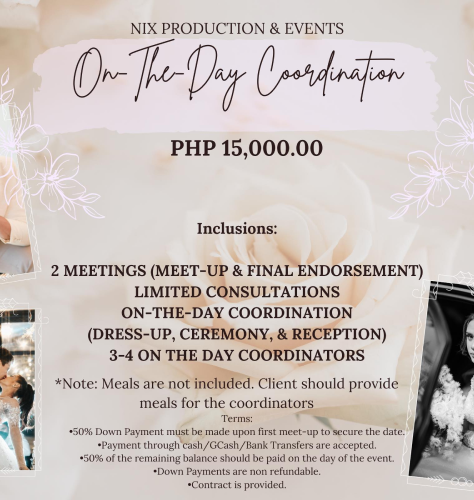 NIX PRODUCTION & EVENTS
On-The-Day Coordination
PHP 15,000.00
Inclusions:
2 MEETINGS (MEET-UP & FINAL ENDORSEMENT)
LIMITED CONSULTATIONS
ON-THE-DAY COORDINATION
(DRESS-UP, CEREMONY, & RECEPTION)
3-4 ON THE DAY COORDINATORS
*Note: Meals are not included. Client should provide
meals for the coordinators
Terms:
•50% Down Payment must be made upon first meet-up to secure the date.
•Payment through cash/GCash/Bank Transfers are accepted.
•50% of the remaining balance should be paid on the day of the event.
•Down Payments are non refundable.
•Contract is provided.